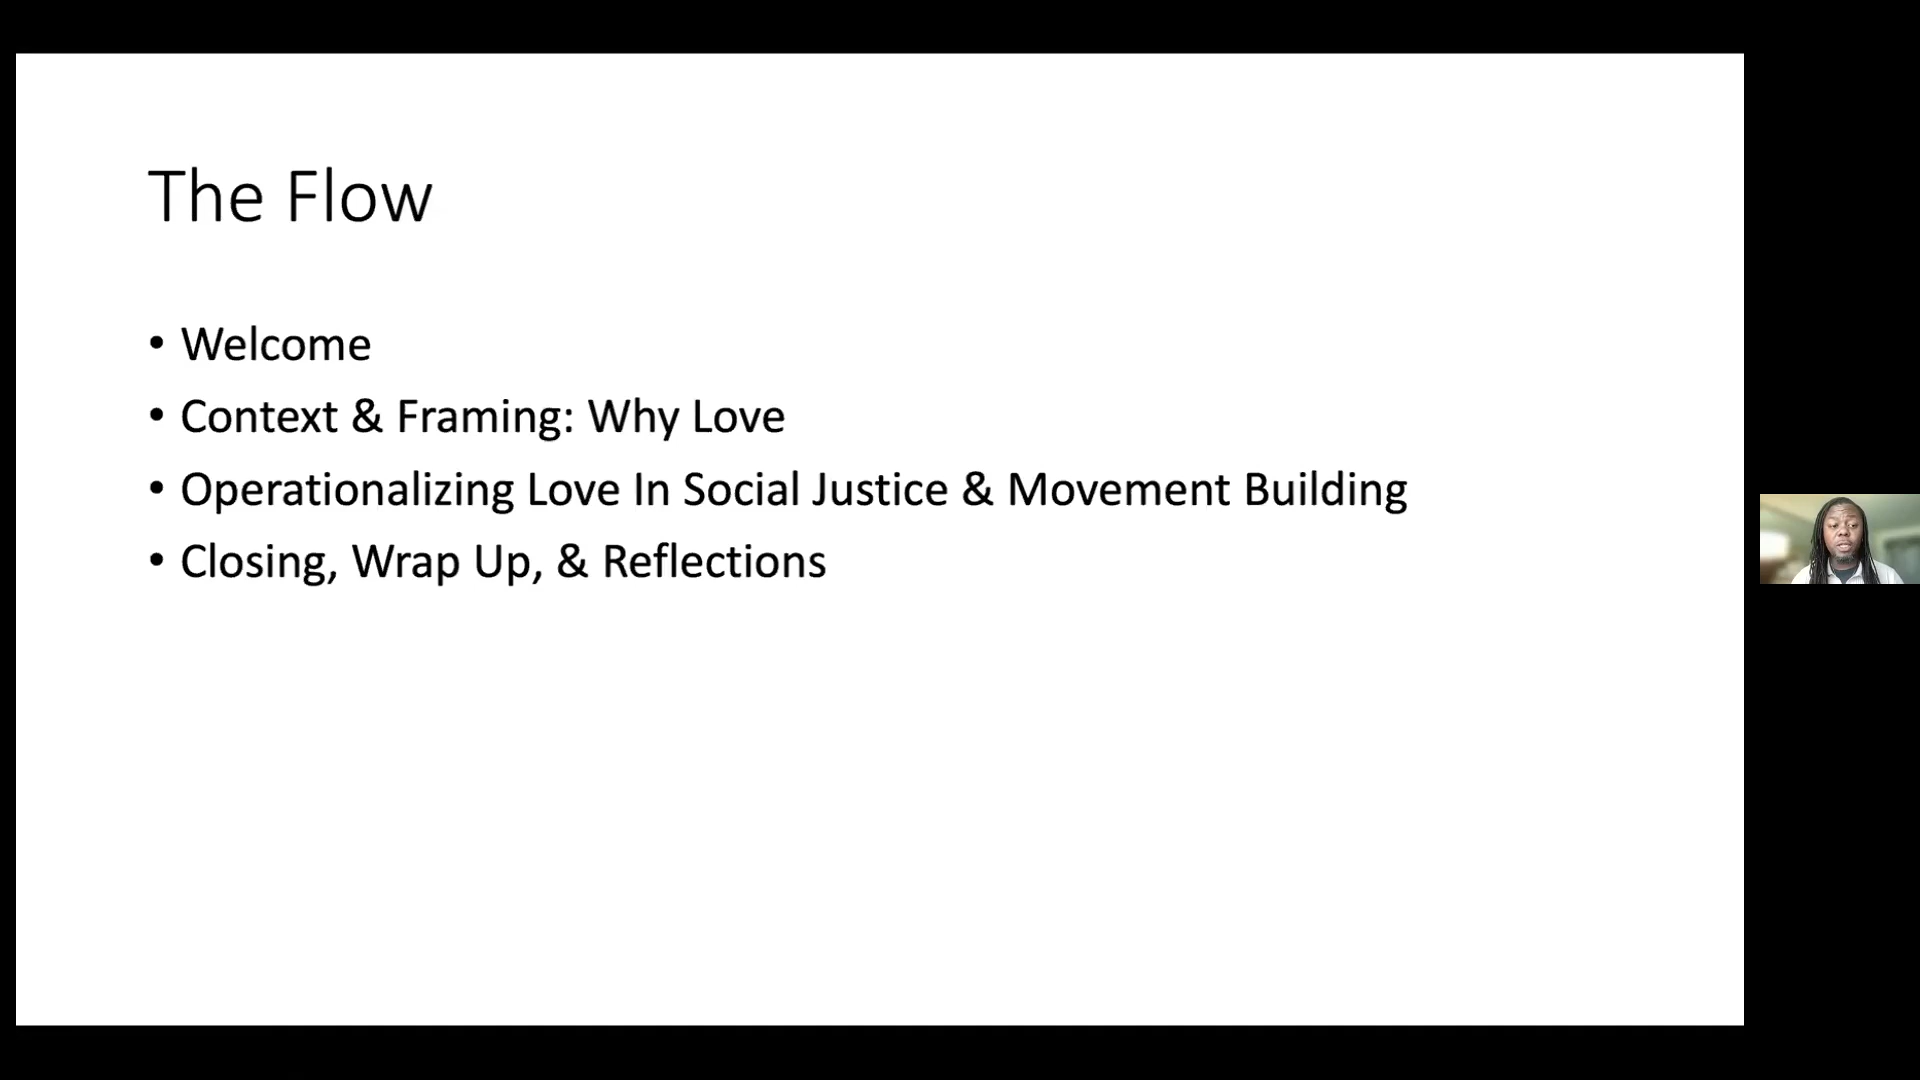 The Flow
• Welcome
• Context & Framing: Why Love
• Operationalizing Love In Social Justice & Movement Building
• Closing, Wrap Up, & Reflections